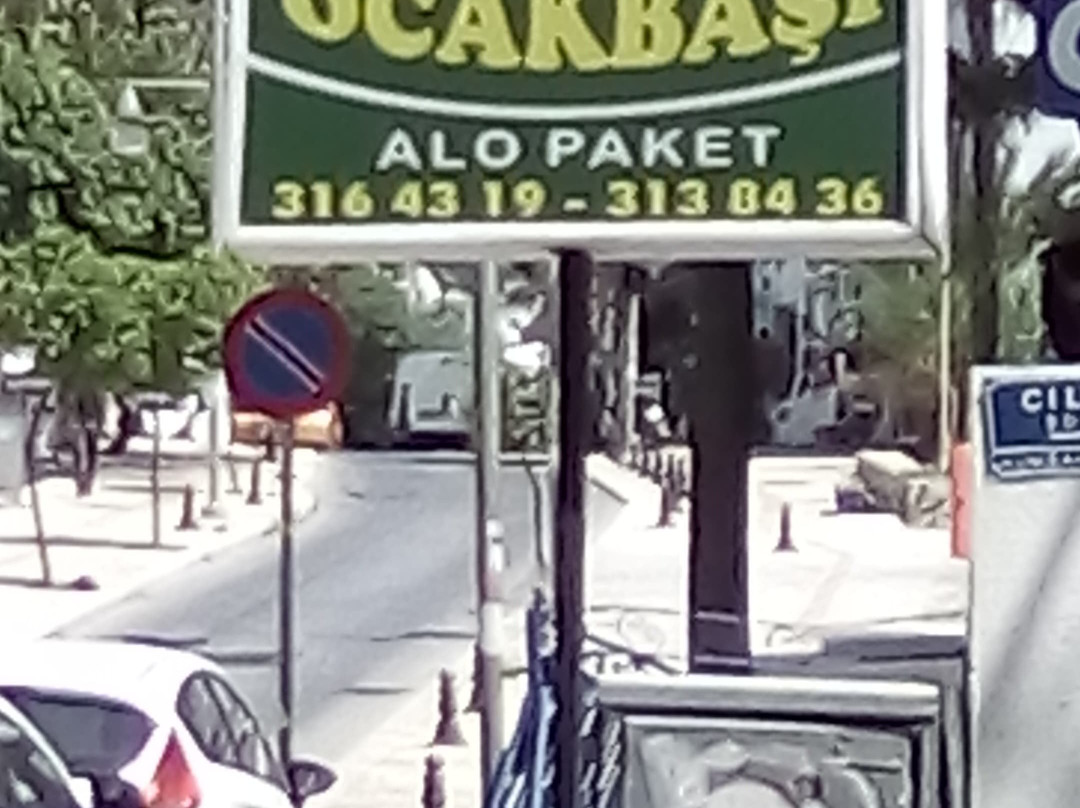 OCAKBAŞI
ALO PAKET
316 43 19 - 313 84 36